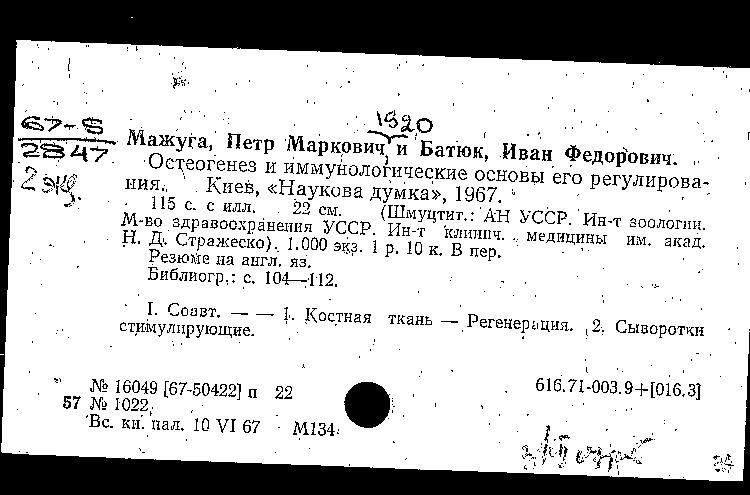 1920
67-8
2847
2 экз.
Мажуга, Петр Маркович, и Батюк, Иван Федорович.
Остеогенез и иммунологические основы его регулирова-
ния. Киев, «Наукова думка», 1967.
115 с. с илл. 22 см. (Шмуцтит.: АН УССР. Ин-т зоологии.
М-во здравоохранения УССР. Ин-т клинич. медицины им. акад.
Н. Д. Стражеско). 1.000 экз. 1 р. 10 к. В пер.
Резюме на англ. яз.
Библиогр.: с. 104—112.
I. Соавт. — — 1. Костная ткань — Регенерация. 2. Сыворотки
стимулирующие.
№ 16049 [67-50422] п 22
616.71-003.9+[016.3]
57 № 1022
Вс. кн. пал. 10 VI 67 М134